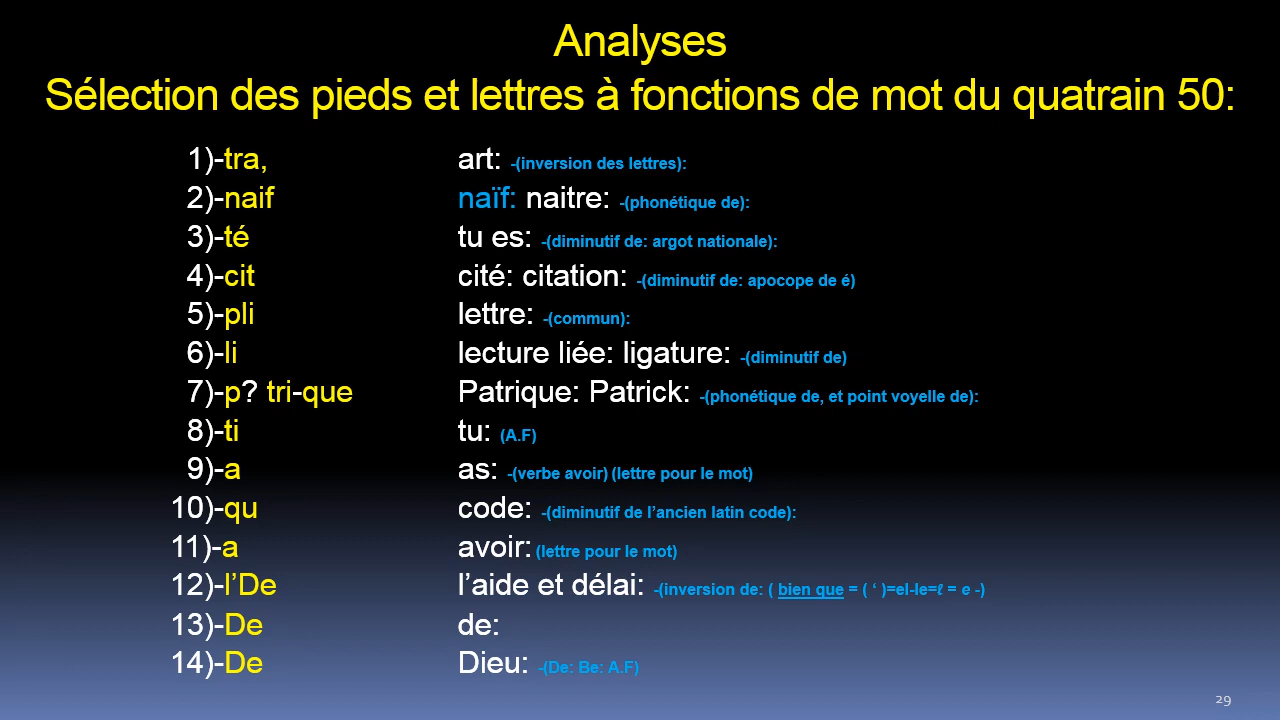 Analyses
Sélection des pieds et lettres à fonctions de mot du quatrain 50:
1)-tra, art: -(inversion des lettres):
2)-naif naïf: naitre: -(phonétique de):
3)-té tu es: -(diminutif de: argot nationale):
4)-cit cité: citation: -(diminutif de: apocope de é)
5)-pli lettre: -(commun):
6)-li lecture liée: ligature: -(diminutif de)
7)-p? tri-que Patrique: Patrick: -(phonétique de, et point voyelle de):
8)-ti tu: (A.F)
9)-a as: -(verbe avoir) (lettre pour le mot)
10)-qu code: -(diminutif de l’ancien latin code):
11)-a avoir: (lettre pour le mot)
12)-l’De l’aide et délai: -(inversion de: ( bien que = ( ‘ )=el-le=ℓ = e -)
13)-De de:
14)-De Dieu: -(De: Be: A.F)
29